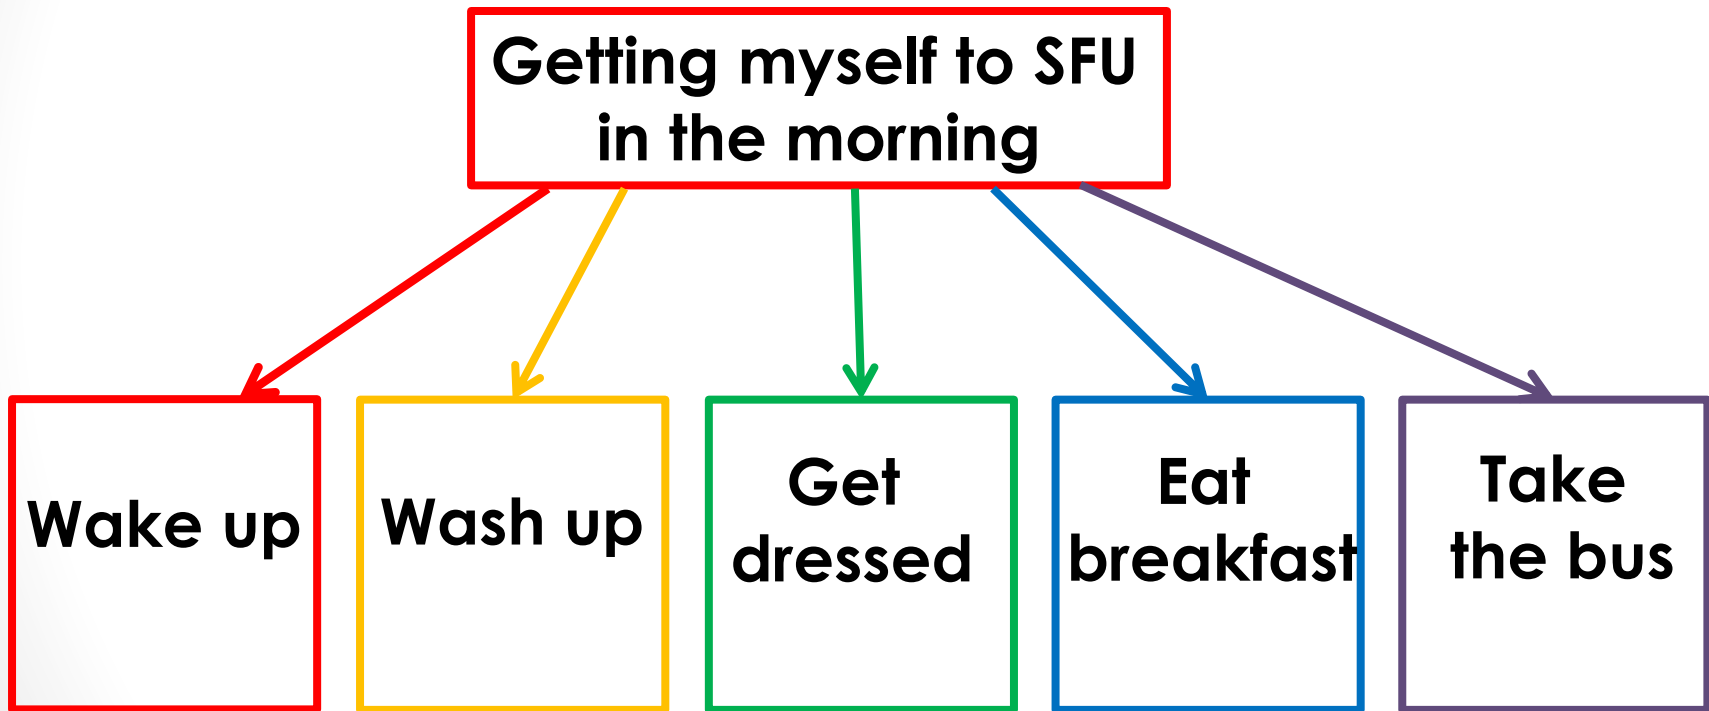 Getting myself to SFU
in the morning
Wake up
Wash up
Get
dressed
Eat
breakfast
Take
the bus